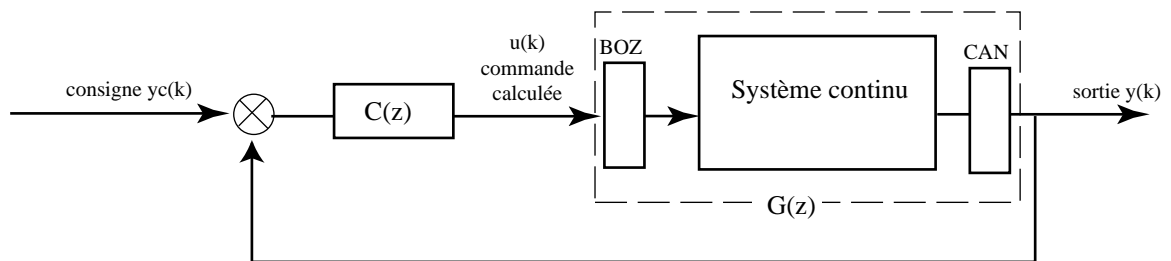 consigne yc(k)
C(z)
u(k)
commande
calculée
BOZ
Système continu
CAN
G(z)
sortie y(k)